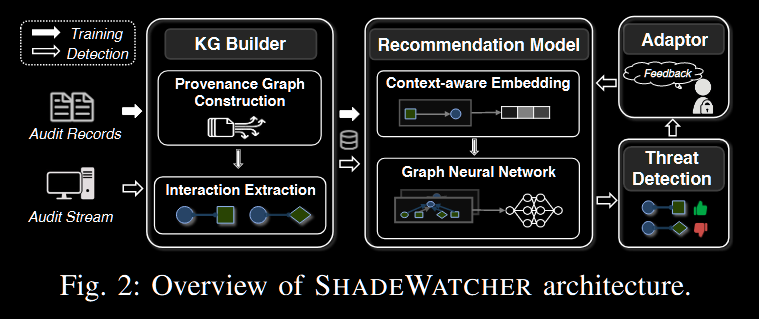 Training
Detection
Audit Records
Audit Stream
KG Builder
Provenance Graph
Construction
Interaction Extraction
Recommendation Model
Context-aware Embedding
Graph Neural Network
Adaptor
Feedback
Threat
Detection
Fig. 2: Overview of SHADEWATCHER architecture.